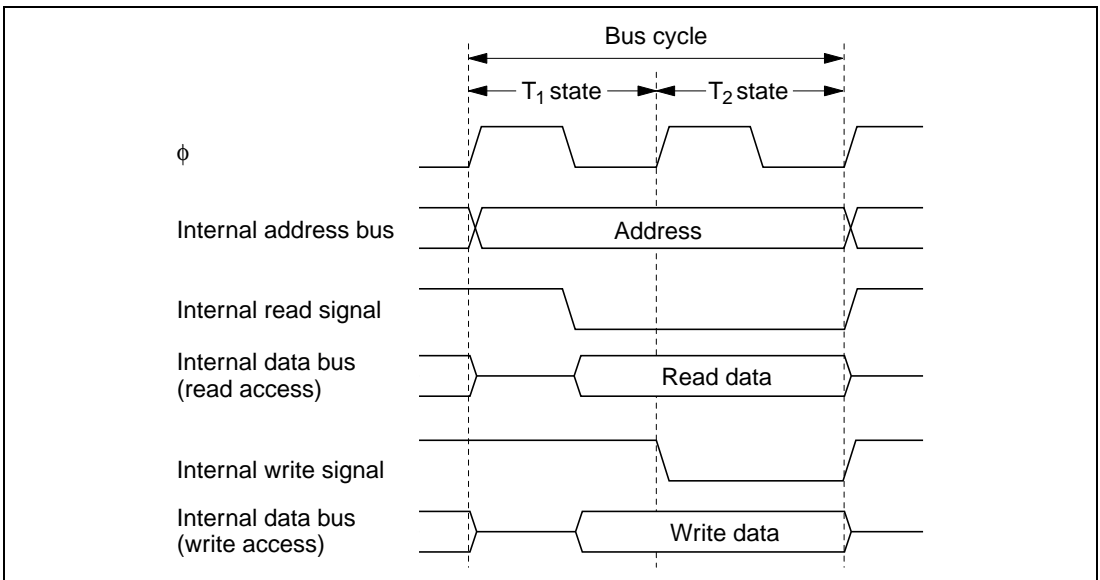 Bus cycle
T₁ state
T₂ state
ϕ
Internal address bus
Address
Internal read signal
Internal data bus
(read access)
Read data
Internal write signal
Internal data bus
(write access)
Write data